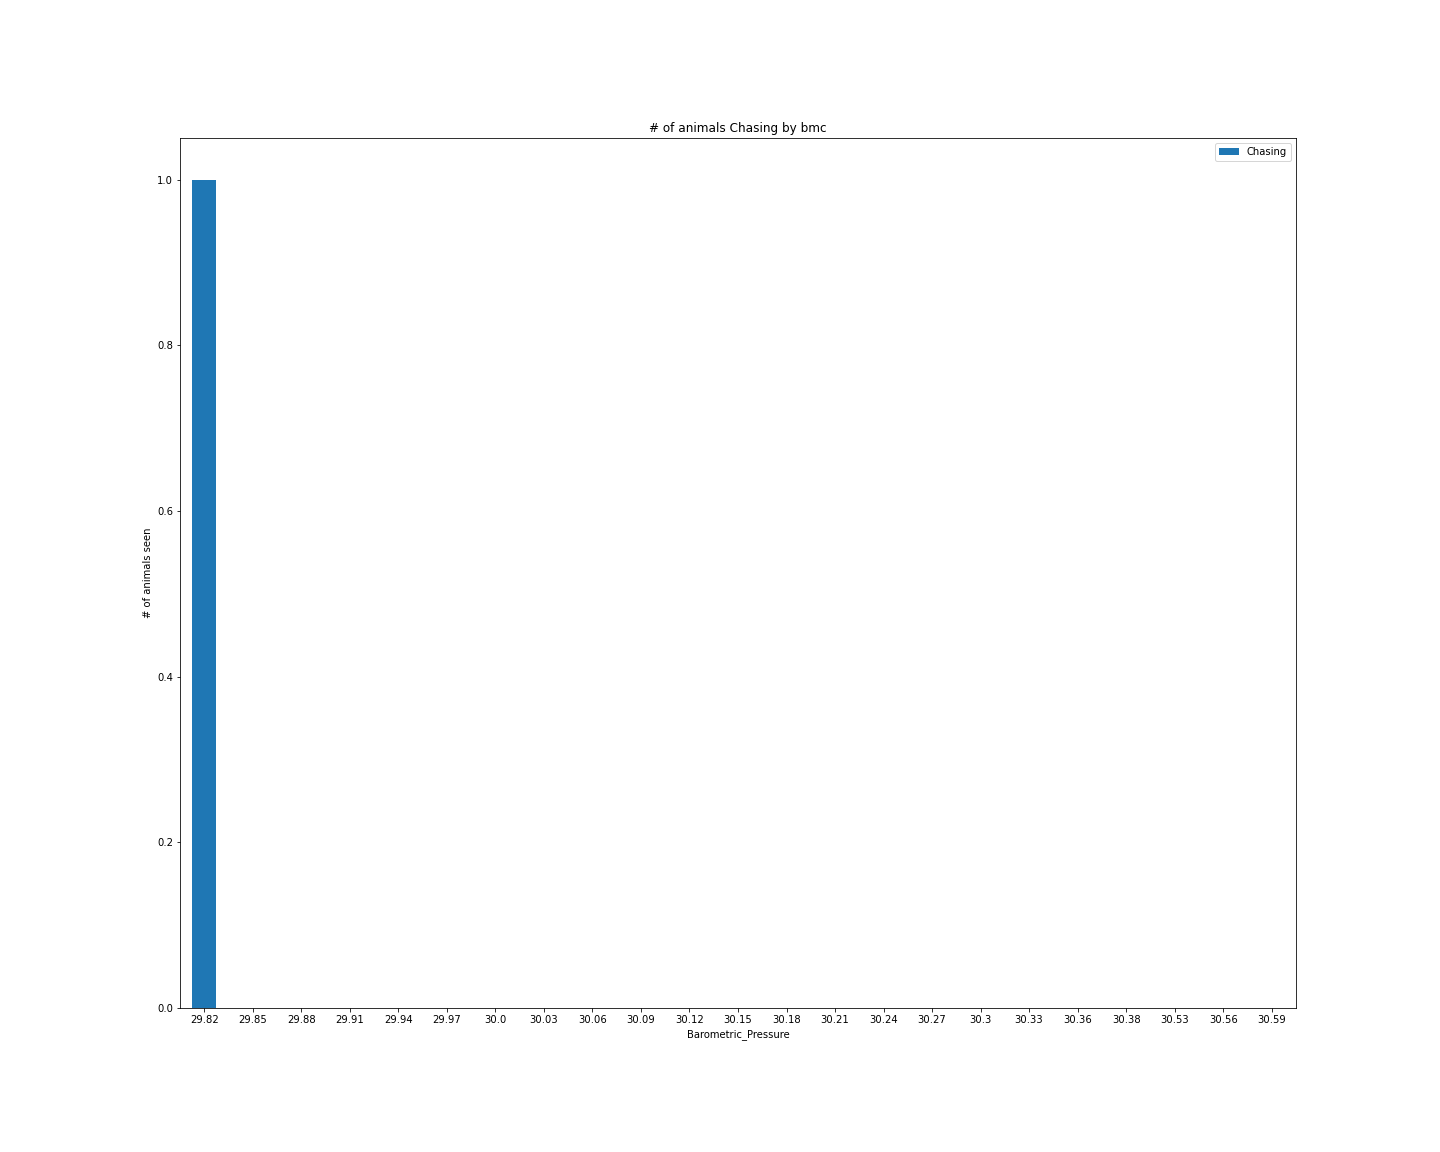 # of animals Chasing by bmc
Chasing
1.0
0.8
0.6
0.4
0.2
0.0
# of animals seen
29.82 29.85 29.88 29.91 29.94 29.97 30.0 30.03 30.06 30.09 30.12 30.15 30.18 30.21 30.24 30.27 30.3 30.33 30.36 30.38 30.53 30.56 30.59
Barometric_Pressure